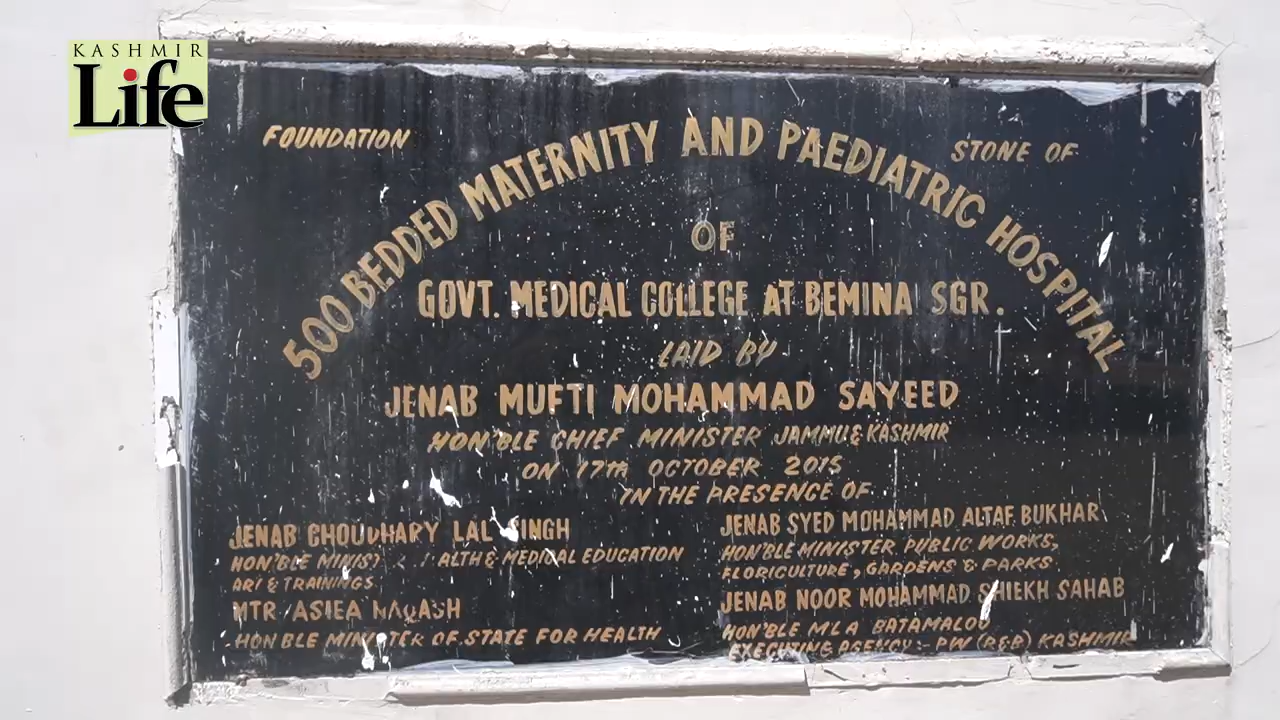 KASHMIR
Life
FOUNDATION
STONE OF
500 BEDDED MATERNITY AND PAEDIATRIC HOSPITAL
OF
GOVT. MEDICAL COLLEGE AT BEMINA SGR.
LAID BY
JENAB MUFTI MOHAMMAD SAYEED
HON'BLE CHIEF MINISTER JAMMU & KASHMIR
ON 17TH OCTOBER 2015
IN THE PRESENCE OF
JENAB CHOUDHARY LAL SINGH
HON'BLE MEDICAL EDUCATION
ARI & TRAININGS
MTR ASIEA NAQASH
HON'BLE MINISTER OF STATE FOR HEALTH
JENAB SYED MOHAMMAD ALTAF BUKHARI
HON'BLE MINISTER PUBLIC WORKS,
FLORICULTURE, GARDENS & PARKS
JENAB NOOR MOHAMMAD SHIEKH SAHAB
HON'BLE MLA BATAMALOO
EXECUTING AGENCY:- PW (R&B) KASHMIR